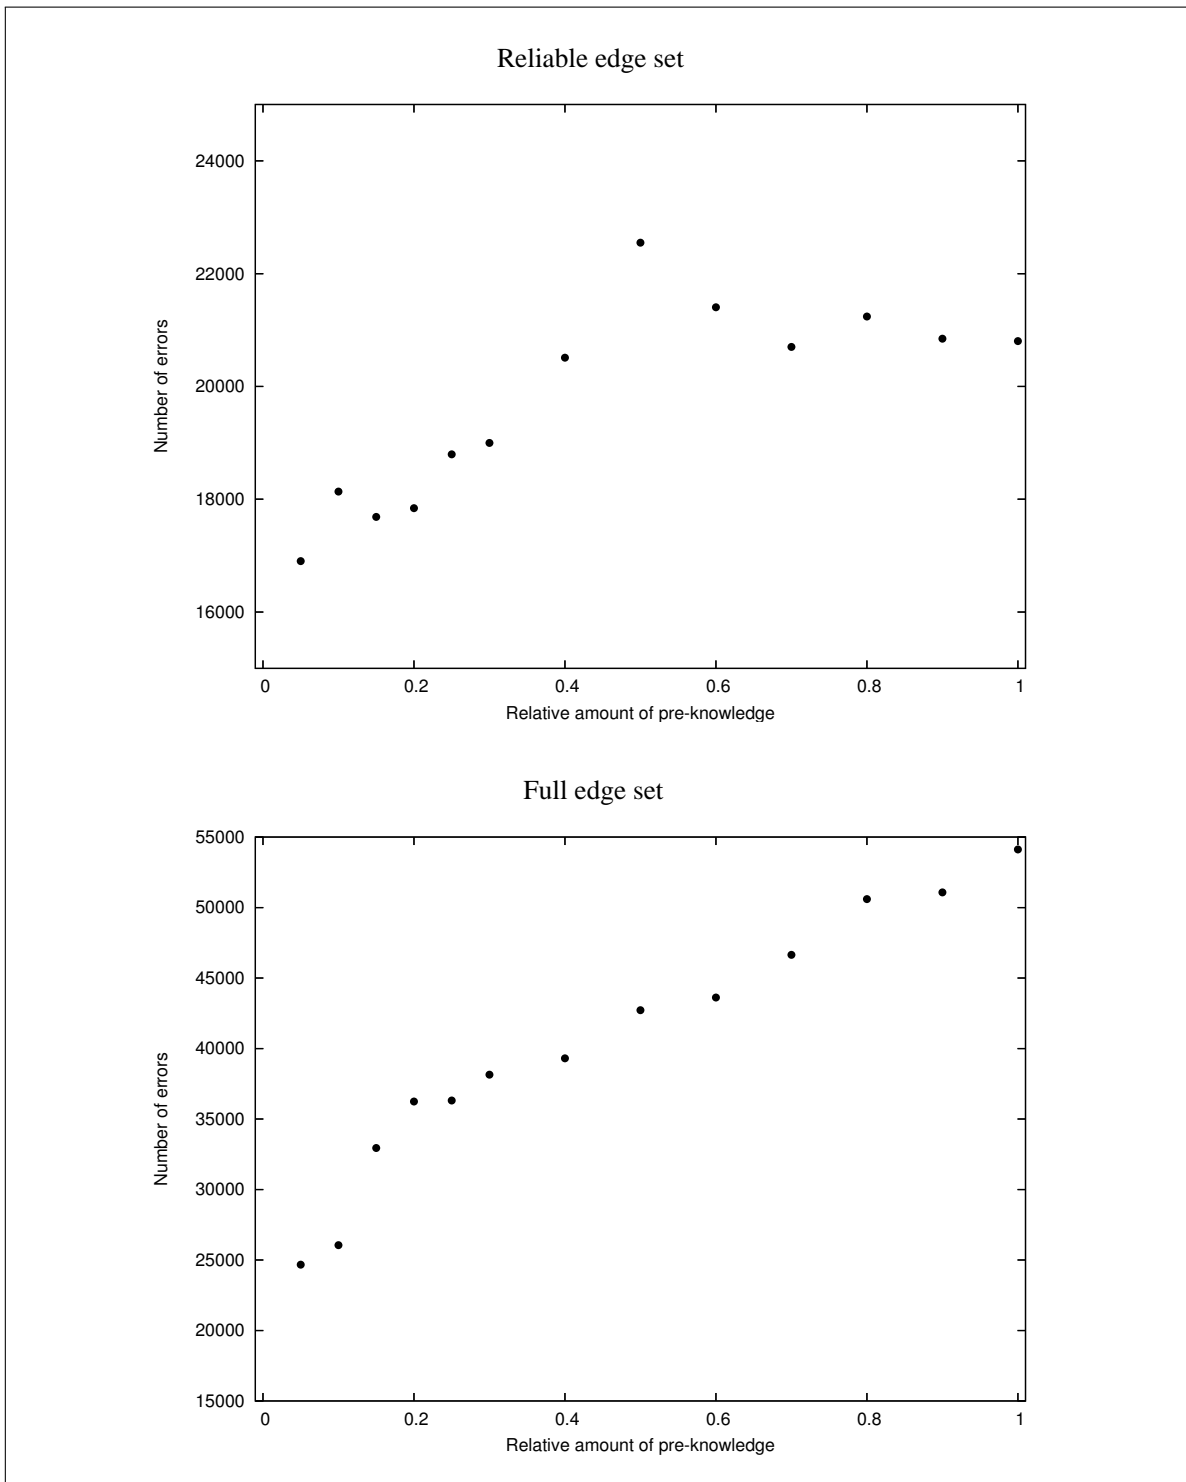 Reliable edge set
24000
22000
20000
18000
16000
Number of errors
0 0.2 0.4 0.6 0.8 1
Relative amount of pre-knowledge
Full edge set
55000
50000
45000
40000
35000
30000
25000
20000
15000
Number of errors
0 0.2 0.4 0.6 0.8 1
Relative amount of pre-knowledge